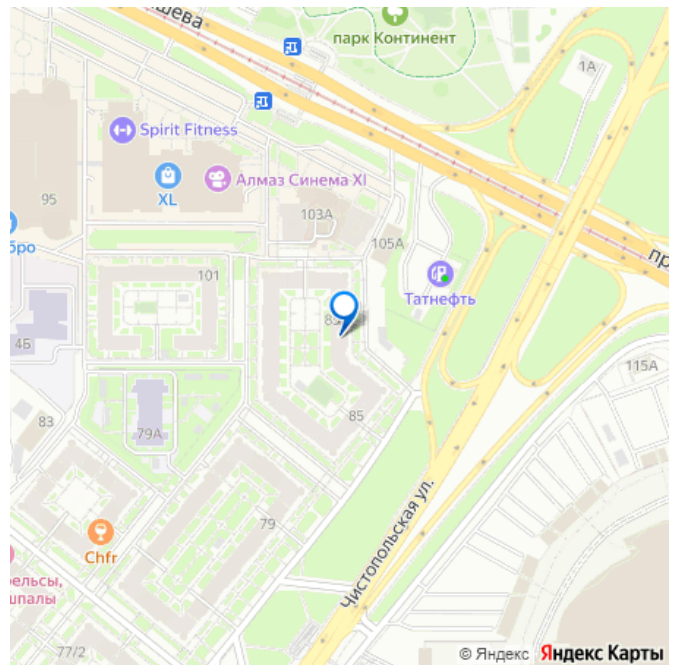 шева
парк Континент
1А
Spirit Fitness
XL
Алмаз Синема XI
95
103А
105А
бро
пр
101
Татнефть
4Б
115А
85
83
79А
79
Chfr
Чистопольская ул.
рельсы,
шпалы
77/2
© Яндекс Яндекс Карты